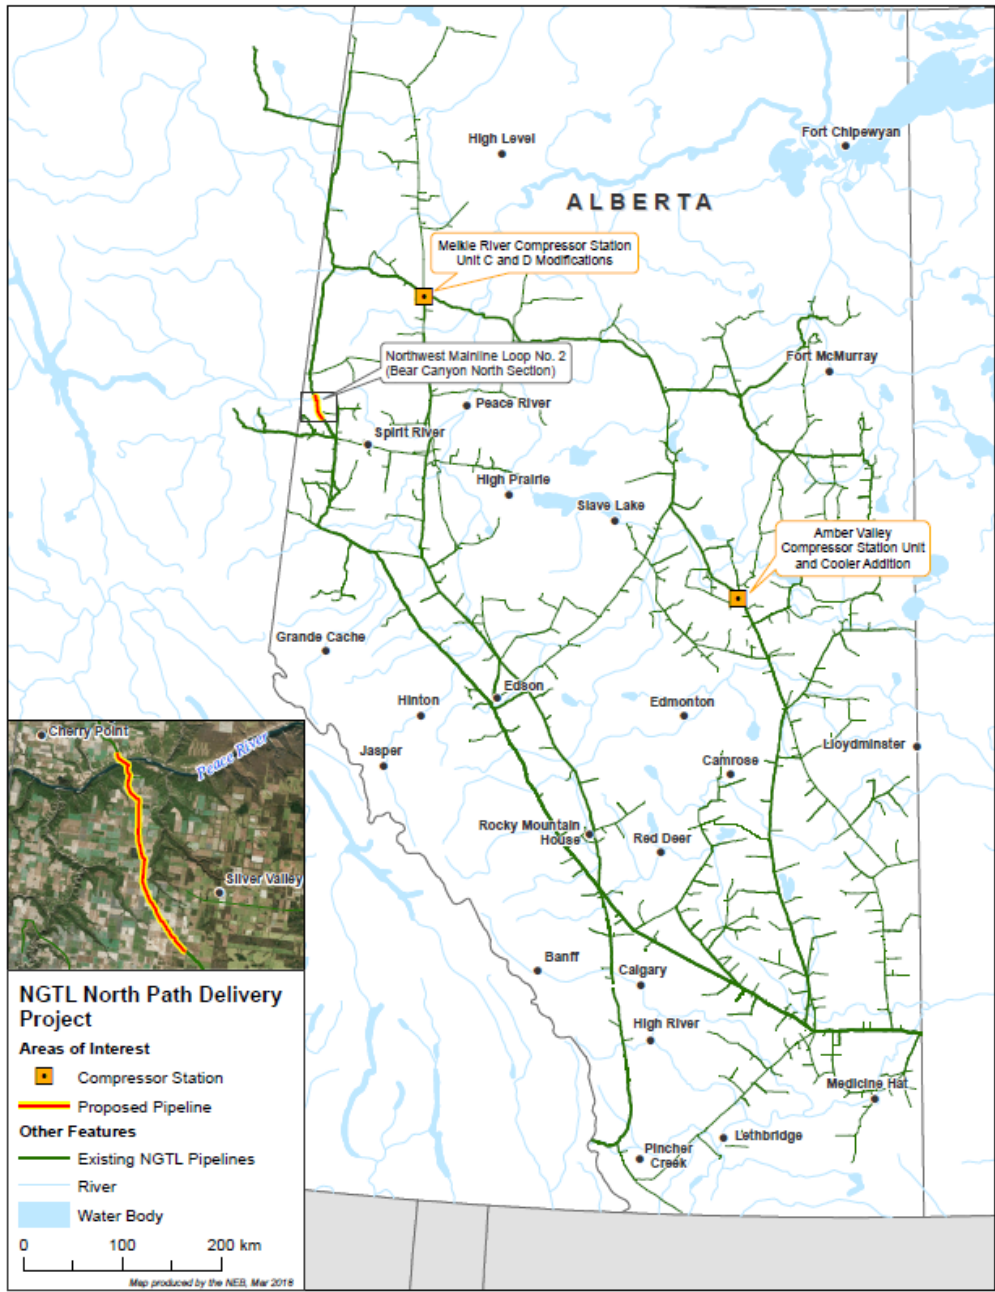 High Level
Fort Chipewyan
ALBERTA
Meikle River Compressor Station
Unit C and D Modifications
Northwest Mainline Loop No. 2
(Bear Canyon North Section)
Fort McMurray
Peace River
Spirit River
High Prairie
Slave Lake
Amber Valley
Compressor Station Unit
and Cooler Addition
Grande Cache
Edson
Hinton
Edmonton
Jasper
Lloydminster
Camrose
Rocky Mountain
House
Red Deer
Banff
Calgary
High River
Medicine Hat
Lethbridge
Pincher
Creek
Cherry Point
Peace River
Silver Valley
NGTL North Path Delivery
Project
Areas of Interest
Compressor Station
Proposed Pipeline
Other Features
Existing NGTL Pipelines
River
Water Body
0 100 200 km
Map produced by the NEB, Mar 2018